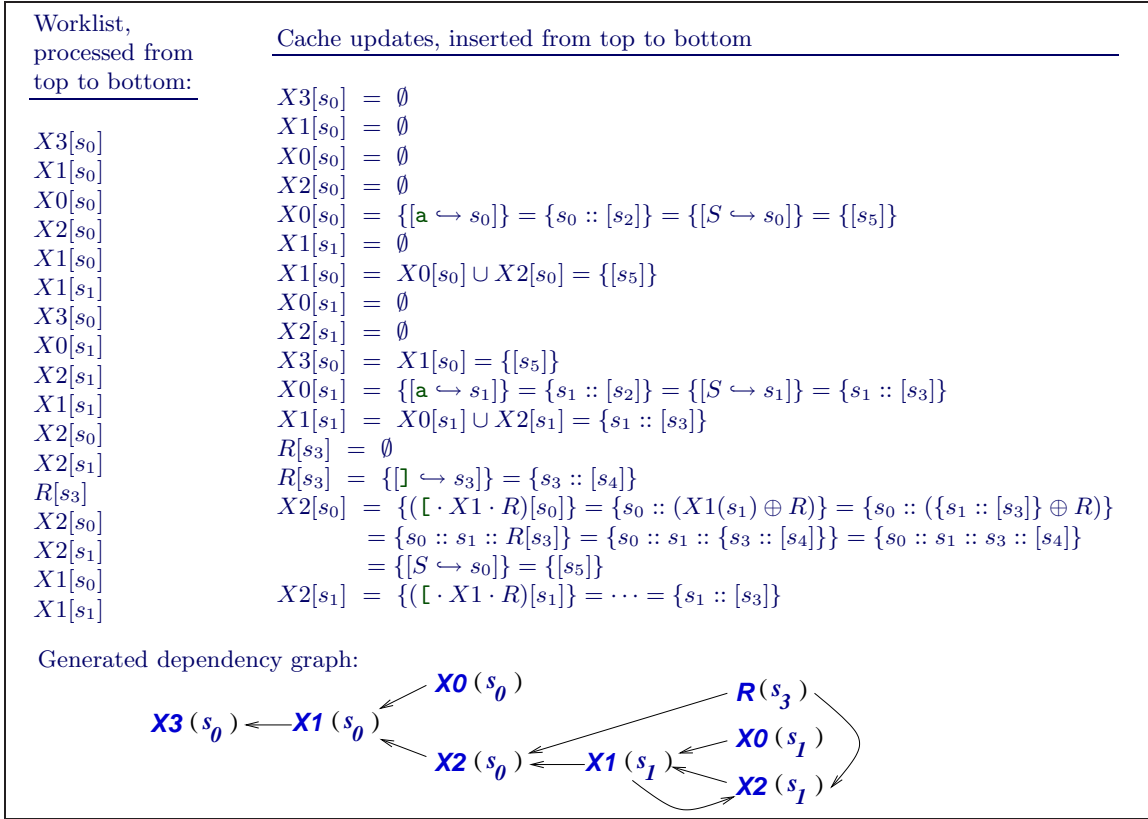 Worklist,
processed from
top to bottom:
X3[s₀]
X1[s₀]
X0[s₀]
X2[s₀]
X1[s₀]
X1[s₁]
X3[s₀]
X0[s₁]
X2[s₁]
X1[s₁]
X2[s₀]
X2[s₁]
R[s₃]
X2[s₀]
X2[s₁]
X1[s₀]
X1[s₁]
Cache updates, inserted from top to bottom
X3[s₀] = ∅
X1[s₀] = ∅
X0[s₀] = ∅
X2[s₀] = ∅
X0[s₀] = {[a ↪ s₀]} = {s₀ :: [s₂]} = {[S ↪ s₀]} = {[s₅]}
X1[s₁] = ∅
X1[s₀] = X0[s₀] ∪ X2[s₀] = {[s₅]}
X0[s₁] = ∅
X2[s₁] = ∅
X3[s₀] = X1[s₀] = {[s₅]}
X0[s₁] = {[a ↪ s₁]} = {s₁ :: [s₂]} = {[S ↪ s₁]} = {s₁ :: [s₃]}
X1[s₁] = X0[s₁] ∪ X2[s₁] = {s₁ :: [s₃]}
R[s₃] = ∅
R[s₃] = {[] ↪ s₃]} = {s₃ :: [s₄]}
X2[s₀] = {([ · X1 · R)[s₀]} = {s₀ :: (X1(s₁) ⊕ R)} = {s₀ :: ({s₁ :: [s₃]} ⊕ R)}
= {s₀ :: s₁ :: R[s₃]} = {s₀ :: s₁ :: {s₃ :: [s₄]}} = {s₀ :: s₁ :: s₃ :: [s₄]}
= {[S ↪ s₀]} = {[s₅]}
X2[s₁] = {([ · X1 · R)[s₁]} = ··· = {s₁ :: [s₃]}
Generated dependency graph:
X0(s₀)
R(s₃)
X3(s₀)
X1(s₀)
X0(s₁)
X2(s₀)
X1(s₁)
X2(s₁)